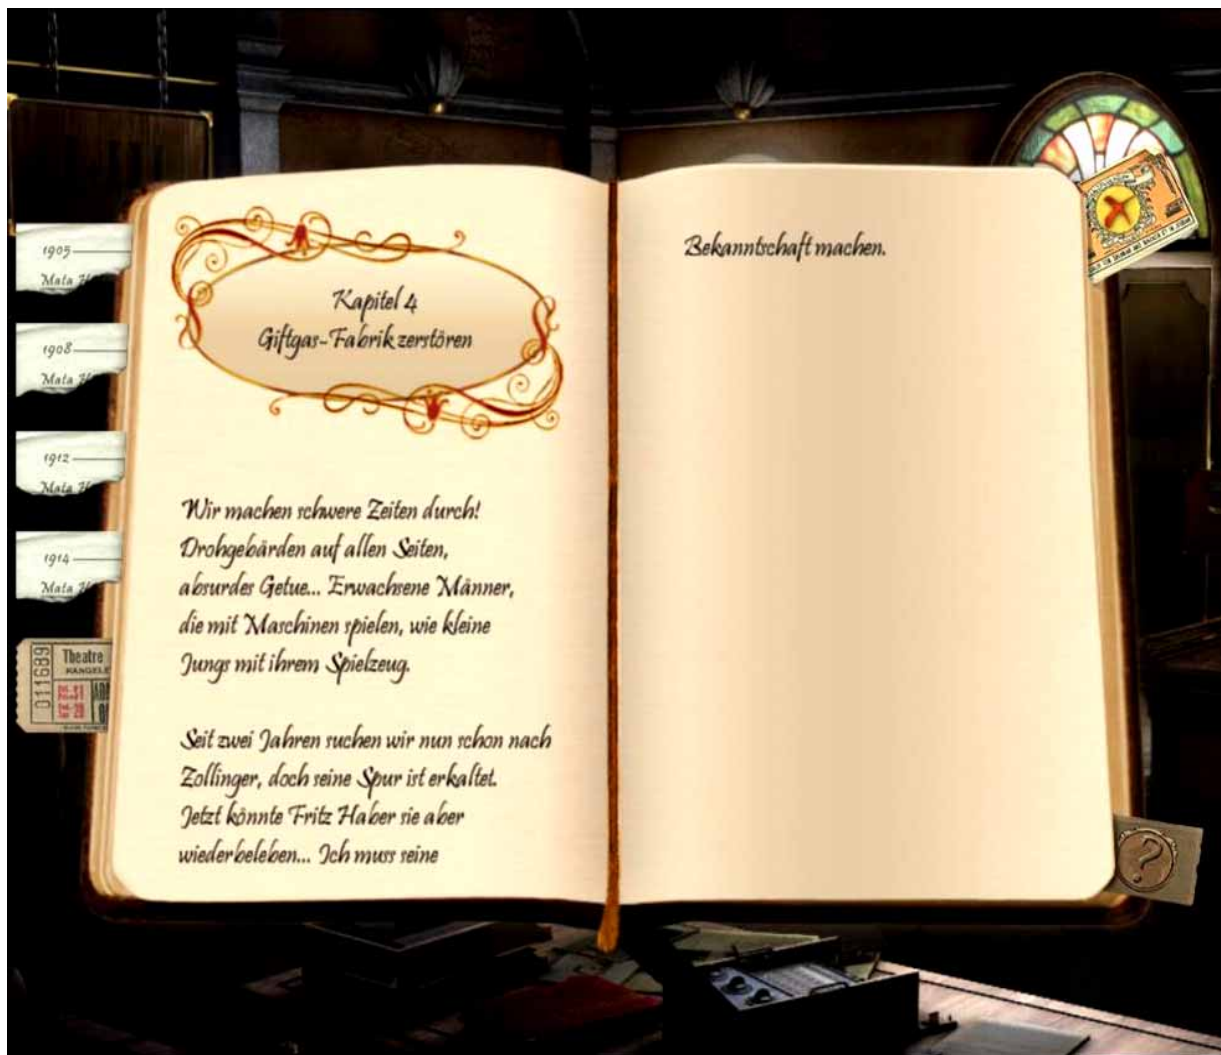 1905
Mata
1908
Mata
1912
Mata
1914
Mata
011689
Theatre
Kapitel 4
Giftgas-Fabrik zerstören
Wir machen schwere Zeiten durch!
Drohgebärden auf allen Seiten,
absurdes Getue... Erwachsene Männer,
die mit Maschinen spielen, wie kleine
Jungs mit ihrem Spielzeug.
Seit zwei Jahren suchen wir nun schon nach
Zollinger, doch seine Spur ist erkaltet.
Jetzt könnte Fritz Haber sie aber
wiederbeleben... Ich muss seine
Bekanntschaft machen.
?